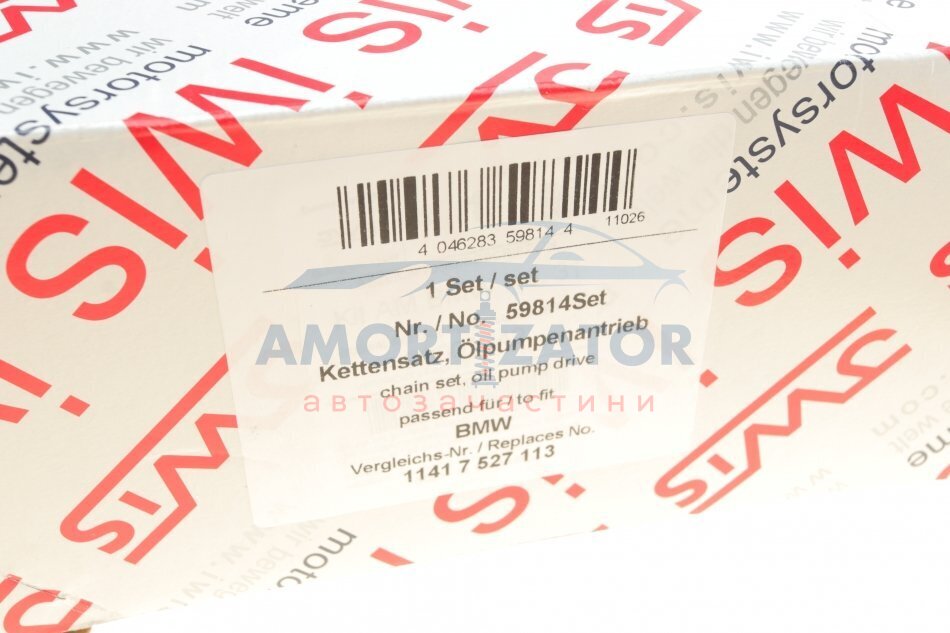 iwis
motorsysteme
wir bewegen
www.iwis.com
4 046283 59814 4
11026
1 Set / set
Nr. / No. 59814Set
Kettensatz, Ölpumpenantrieb
chain set, oil pump drive
passend für / to fit
BMW
Vergleichs-Nr. / Replaces No.
1141 7 527 113
AMORTIZATOR
автозапчастини